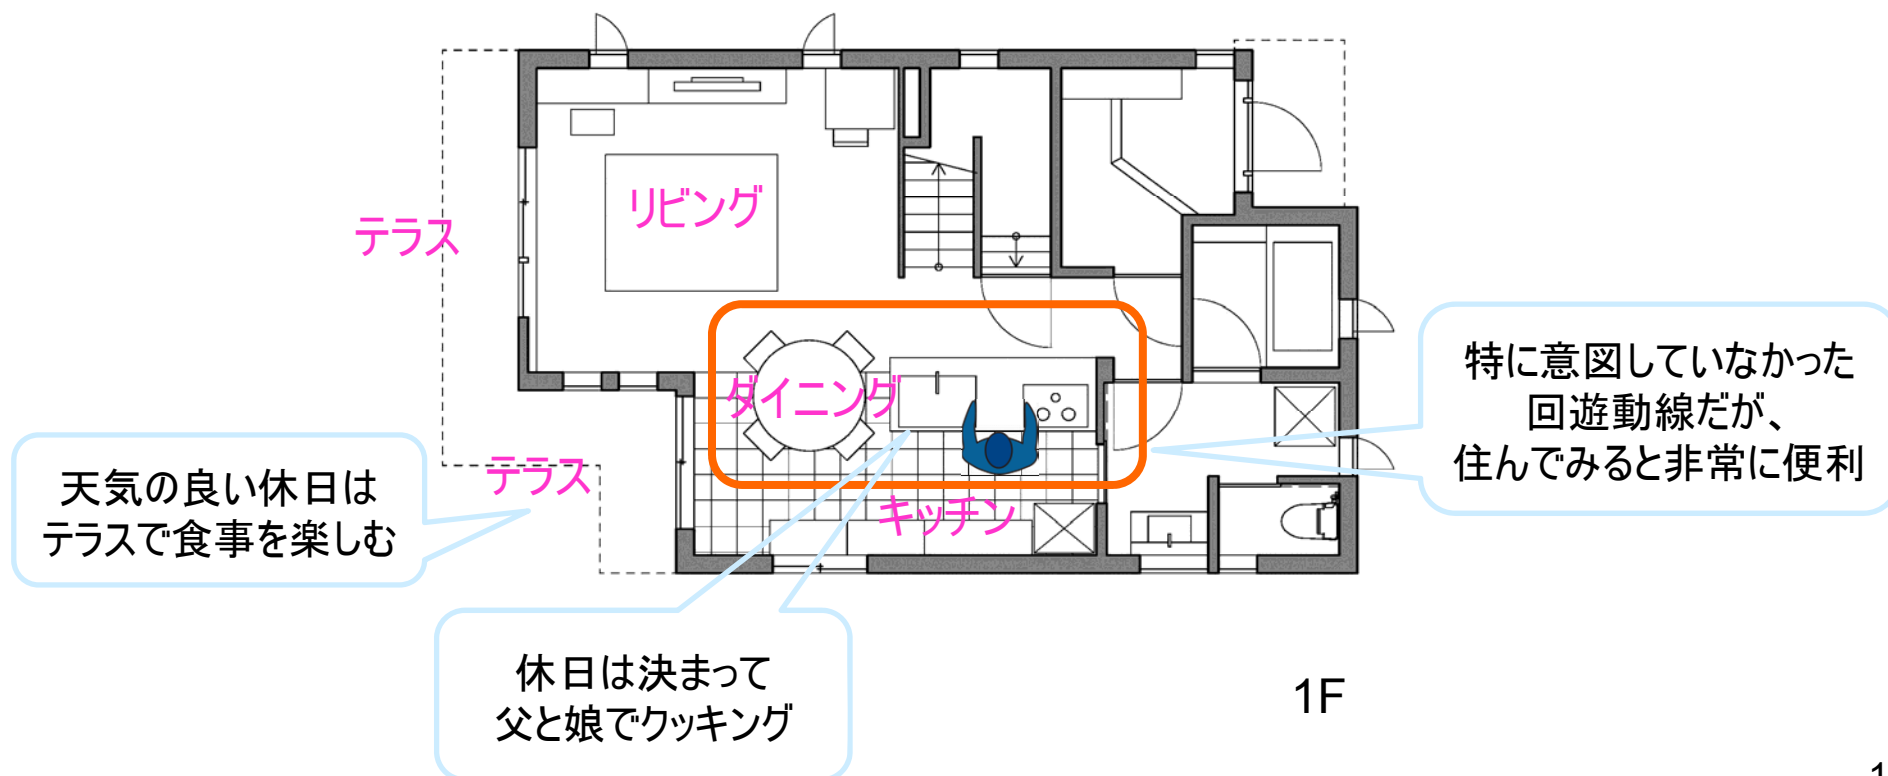 リビング
テラス
ダイニング
テラス
キッチン
特に意図していなかった
回遊動線だが、
住んでみると非常に便利
天気の良い休日は
テラスで食事を楽しむ
休日は決まって
父と娘でクッキング
1F
1